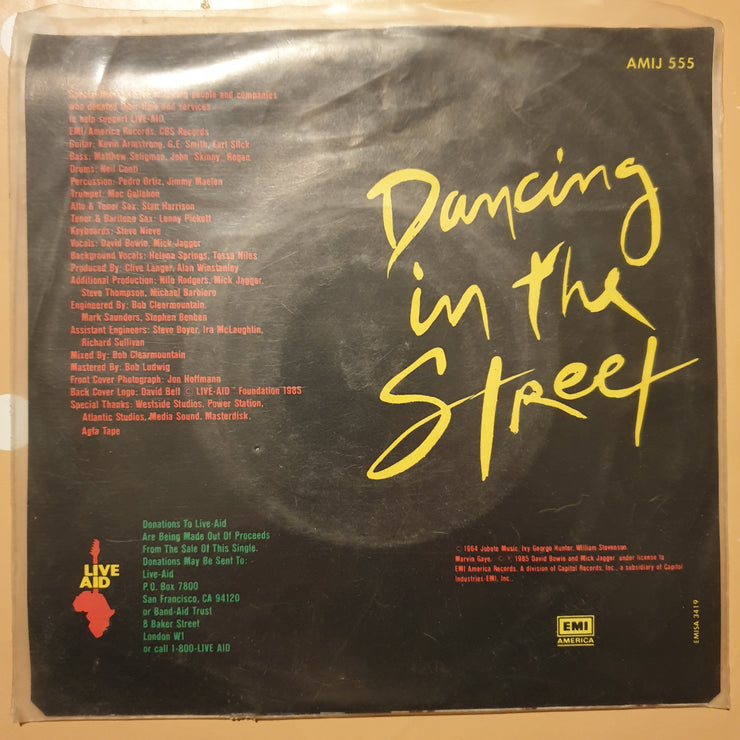 AMIJ 555
people and companies
who donated their time and services
to help support LIVE-AID.
EMI America Records, CBS Records
Guitar: Kevin Armstrong, G.E. Smith, Earl Slick
Bass: Matthew Seligman, John 'Skinny' Rogan
Drums: Neil Conti
Percussion: Pedro Ortiz, Jimmy Maelen
Trumpet: Mac Gollehon
Alto & Tenor Sax: Stan Harrison
Tenor & Baritone Sax: Lenny Pickett
Keyboards: Steve Nieve
Vocals: David Bowie, Mick Jagger
Background Vocals: Helena Springs, Tessa Niles
Produced By: Clive Langer, Alan Winstanley
Additional Production: Nile Rodgers, Mick Jagger,
Steve Thompson, Michael Barbiero
Engineered By: Bob Clearmountain,
Mark Saunders, Stephen Benben
Assistant Engineers: Steve Boyer, Ira McLaughlin,
Richard Sullivan
Mixed By: Bob Clearmountain
Mastered By: Bob Ludwig
Front Cover Photograph: Jon Hoffmann
Back Cover Logo: David Bell © LIVE-AID™ Foundation 1985
Special Thanks: Westside Studios, Power Station,
Atlantic Studios, Media Sound, Masterdisk,
Agfa Tape
Dancing
in the
Street
LIVE
AID
Donations To Live-Aid
Are Being Made Out Of Proceeds
From The Sale Of This Single.
Donations May Be Sent To:
Live-Aid
P.O. Box 7800
San Francisco, CA 94120
or Band-Aid Trust
8 Baker Street
London W1
or call 1-800-LIVE AID
© 1964 Jobete Music, Ivy George Hunter, William Stevenson
Marvin Gaye. © ℗ 1985 David Bowie and Mick Jagger under license to
EMI America Records, A division of Capitol Records, Inc., a subsidiary of Capitol
Industries-EMI, Inc.
EMI
AMERICA
EMISA 3419